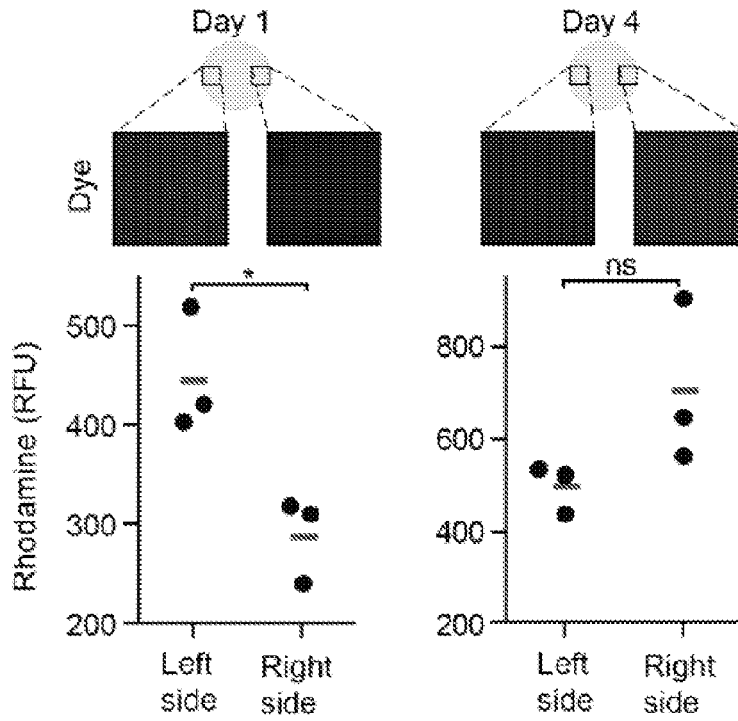 Day 1
Day 4
Dye
*
ns
Rhodamine (RFU)
500
400
300
200
800
600
400
200
Left side
Right side
Left side
Right side